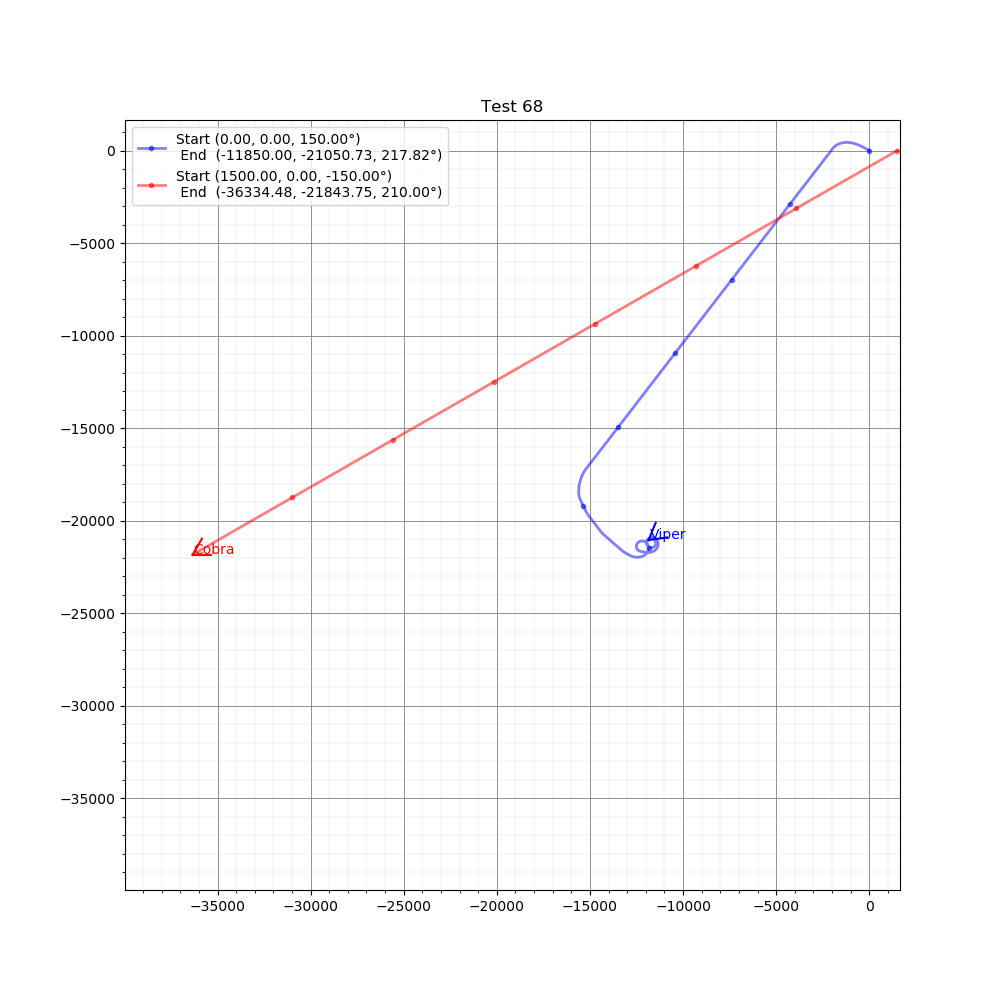 Test 68
Start (0.00, 0.00, 150.00°)
End  (-11850.00, -21050.73, 217.82°)
Start (1500.00, 0.00, -150.00°)
End  (-36334.48, -21843.75, 210.00°)
0
−5000
−10000
−15000
−20000
−25000
−30000
−35000
Viper
Cobra
−35000
−30000
−25000
−20000
−15000
−10000
−5000
0